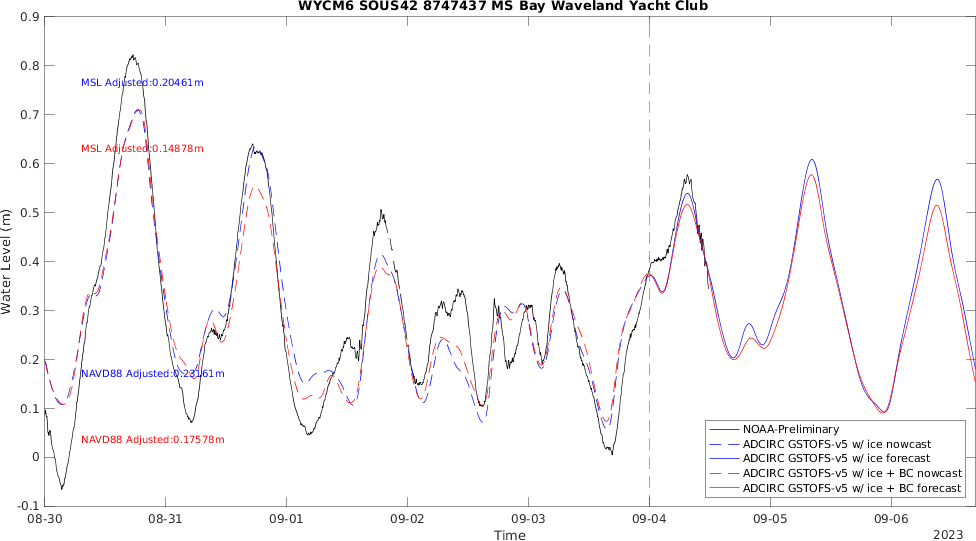 WYCM6 SOUS42 8747437 MS Bay Waveland Yacht Club
0.9
0.8
0.7
0.6
0.5
0.4
0.3
0.2
0.1
0
-0.1
Water Level (m)
MSL Adjusted:0.20461m
MSL Adjusted:0.14878m
NAVD88 Adjusted:0.23161m
NAVD88 Adjusted:0.17578m
NOAA-Preliminary
ADCIRC GSTOFS-v5 w/ ice nowcast
ADCIRC GSTOFS-v5 w/ ice forecast
ADCIRC GSTOFS-v5 w/ ice + BC nowcast
ADCIRC GSTOFS-v5 w/ ice + BC forecast
08-30 08-31 09-01 09-02 09-03 09-04 09-05 09-06
Time
2023